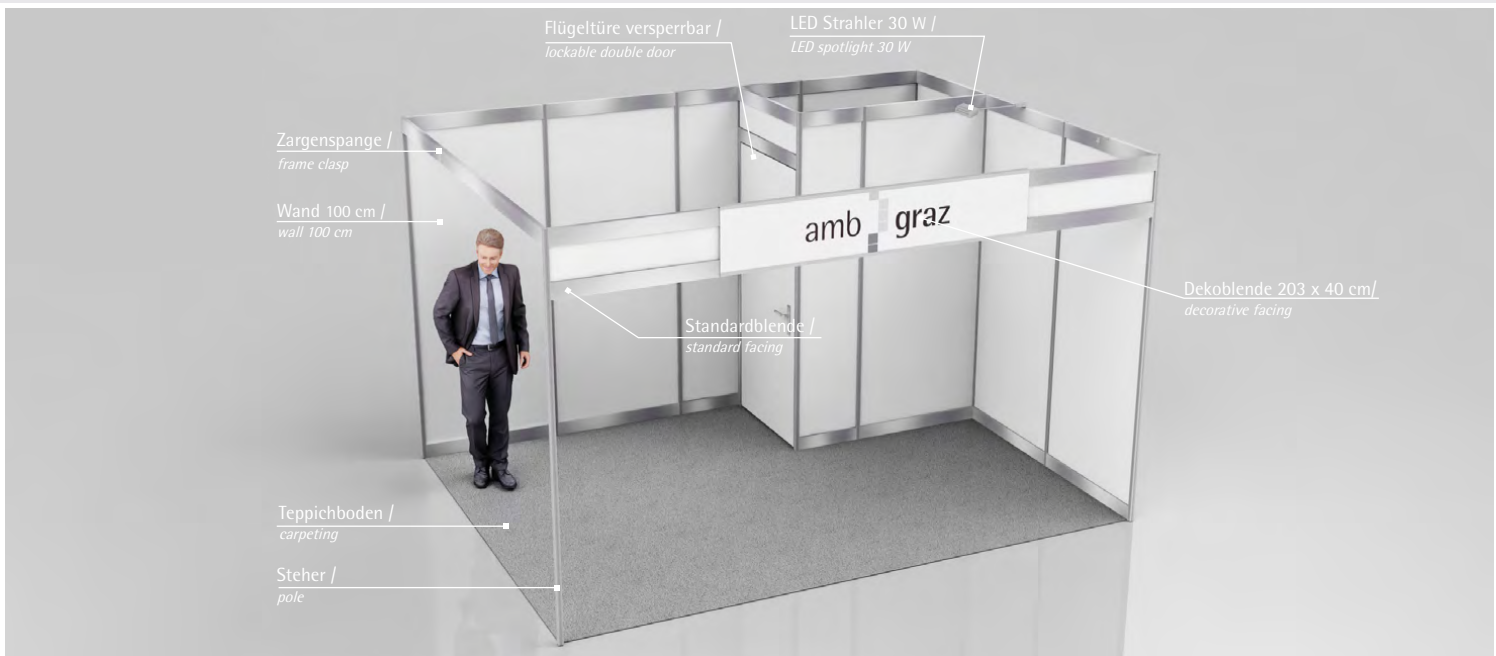 Flügeltüre versperrbar /
lockable double door
LED Strahler 30 W /
LED spotlight 30 W
Zargenspange /
frame clasp
Wand 100 cm /
wall 100 cm
amb graz
Dekoblende 203 x 40 cm/
decorative facing
Standardblende /
standard facing
Teppichboden /
carpeting
Steher /
pole